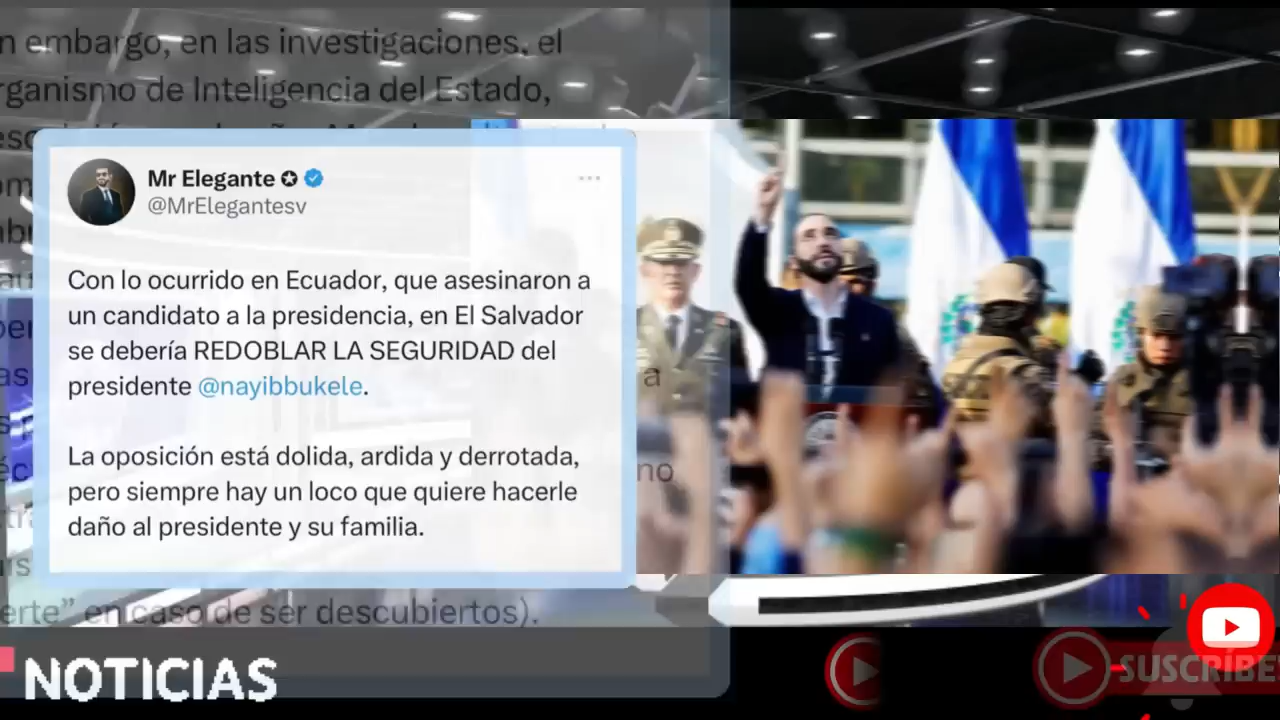 n embargo, en las investigaciones, el
rganismo de Inteligencia del Estado,
Mr Elegante
@MrElegantesv
Con lo ocurrido en Ecuador, que asesinaron a
un candidato a la presidencia, en El Salvador
se debería REDOBLAR LA SEGURIDAD del
presidente @nayibbukele.
La oposición está dolida, ardida y derrotada,
pero siempre hay un loco que quiere hacerle
daño al presidente y su familia.
a
no
erte” en caso de ser descubiertos).
NOTICIAS
SUSCRÍBE